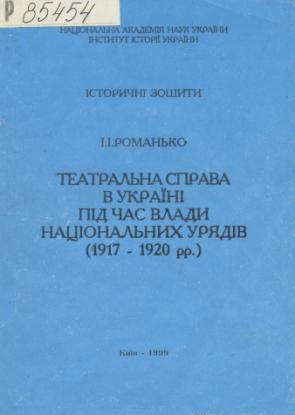 Р 85454
НАЦІОНАЛЬНА АКАДЕМІЯ НАУК УКРАЇНИ
ІНСТИТУТ ІСТОРІЇ УКРАЇНИ
ІСТОРИЧНІ ЗОШИТИ
І.І.РОМАНЬКО
ТЕАТРАЛЬНА СПРАВА
В УКРАЇНІ
ПІД ЧАС ВЛАДИ
НАЦІОНАЛЬНИХ УРЯДІВ
(1917 - 1920 рр.)
Київ - 1999